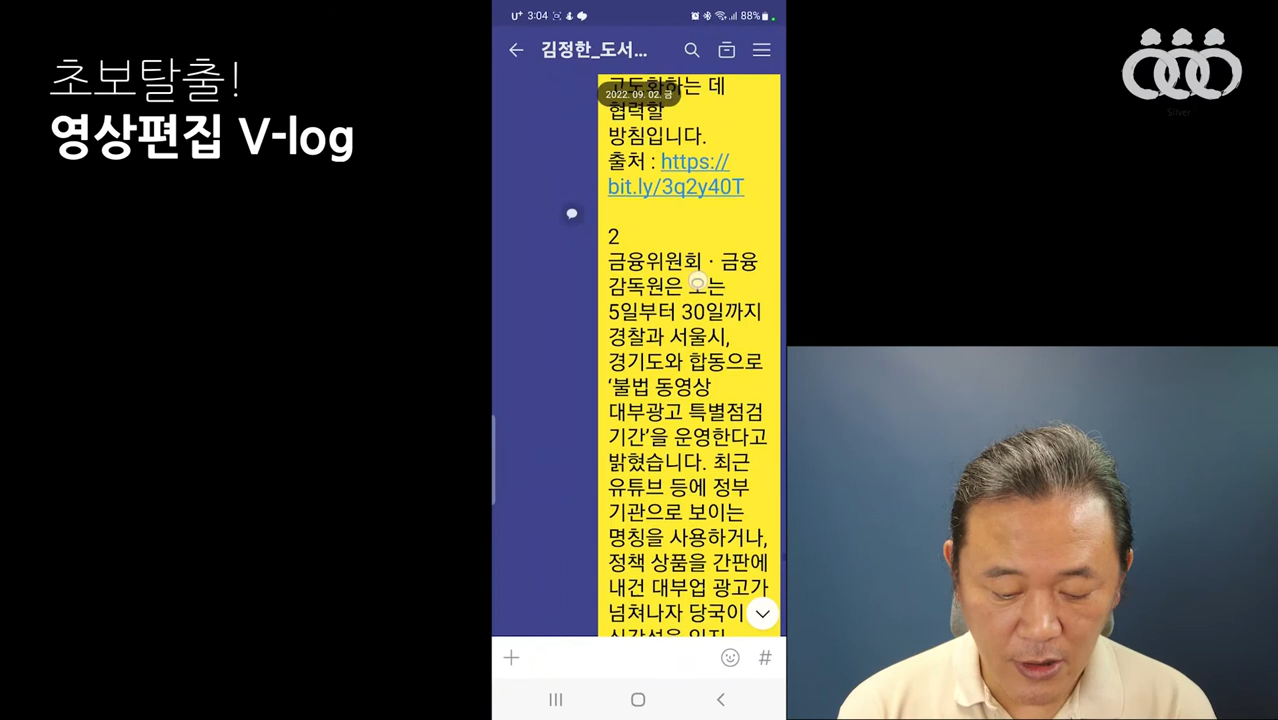 초보탈출!
영상편집 V-log
U+ 3:04
88%
김정한_도서...
고도화하는 데
2022. 09. 02. 금
협력할
방침입니다.
출처 : https://
bit.ly/3q2y40T
2
금융위원회 · 금융
감독원은 오는
5일부터 30일까지
경찰과 서울시,
경기도와 합동으로
‘불법 동영상
대부광고 특별점검
기간’을 운영한다고
밝혔습니다. 최근
유튜브 등에 정부
기관으로 보이는
명칭을 사용하거나,
정책 상품을 간판에
내건 대부업 광고가
넘쳐나자 당국이
#
Silver